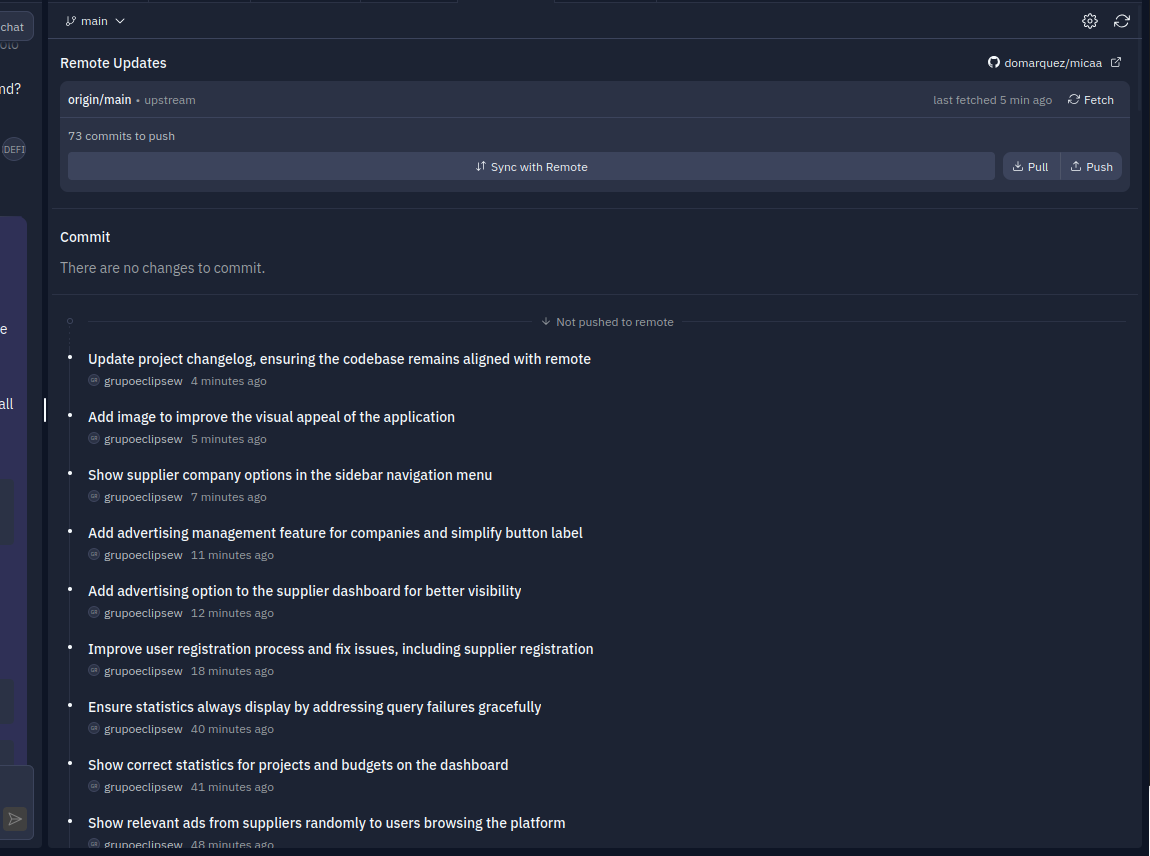 chat
main
Remote Updates
domarquez/micaa
nd?
origin/main • upstream
last fetched 5 min ago
Fetch
73 commits to push
DEFI
Sync with Remote
Pull
Push
Commit
There are no changes to commit.
Not pushed to remote
e
Update project changelog, ensuring the codebase remains aligned with remote
grupoeclipsew 4 minutes ago
all
Add image to improve the visual appeal of the application
grupoeclipsew 5 minutes ago
Show supplier company options in the sidebar navigation menu
grupoeclipsew 7 minutes ago
Add advertising management feature for companies and simplify button label
grupoeclipsew 11 minutes ago
Add advertising option to the supplier dashboard for better visibility
grupoeclipsew 12 minutes ago
Improve user registration process and fix issues, including supplier registration
grupoeclipsew 18 minutes ago
Ensure statistics always display by addressing query failures gracefully
grupoeclipsew 40 minutes ago
Show correct statistics for projects and budgets on the dashboard
grupoeclipsew 41 minutes ago
Show relevant ads from suppliers randomly to users browsing the platform
grupoeclipsew 48 minutes ago